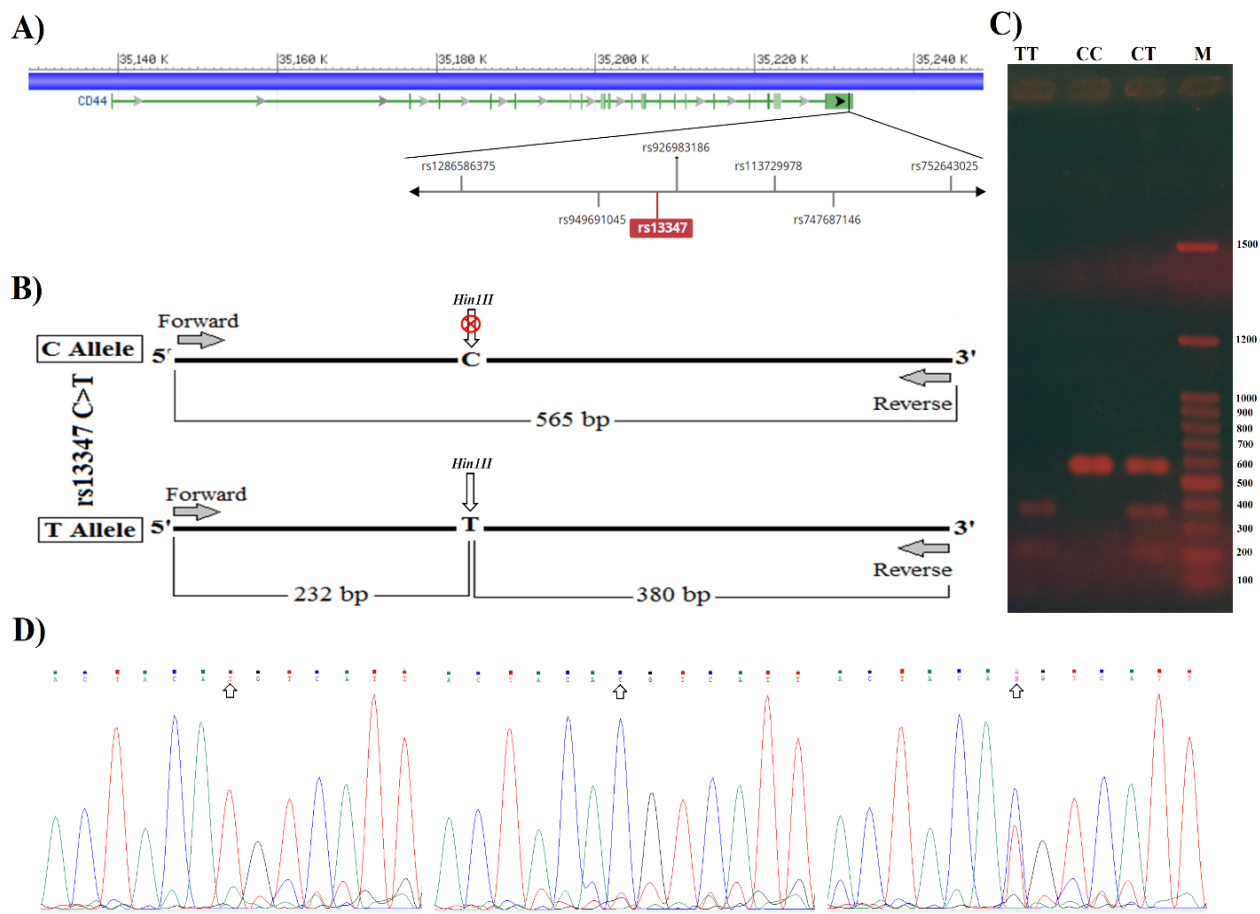 A)
35,140 K 35,160 K 35,180 K 35,200 K 35,220 K 35,240 K
CD44
rs926983186
rs1286586375 rs113729978 rs752643025
rs949691045 rs747687146
rs13347
B)
Hin1II
Forward
C Allele 5' C 3'
Reverse
565 bp
rs13347 C>T
Hin1II
Forward
T Allele 5' T 3'
Reverse
232 bp 380 bp
C)
TT CC CT M
1500
1200
1000
900
800
700
600
500
400
300
200
100
D)
A C T A C A T G T C A T T A C T A C A C G T C A T T A C T A C A G T C A T T